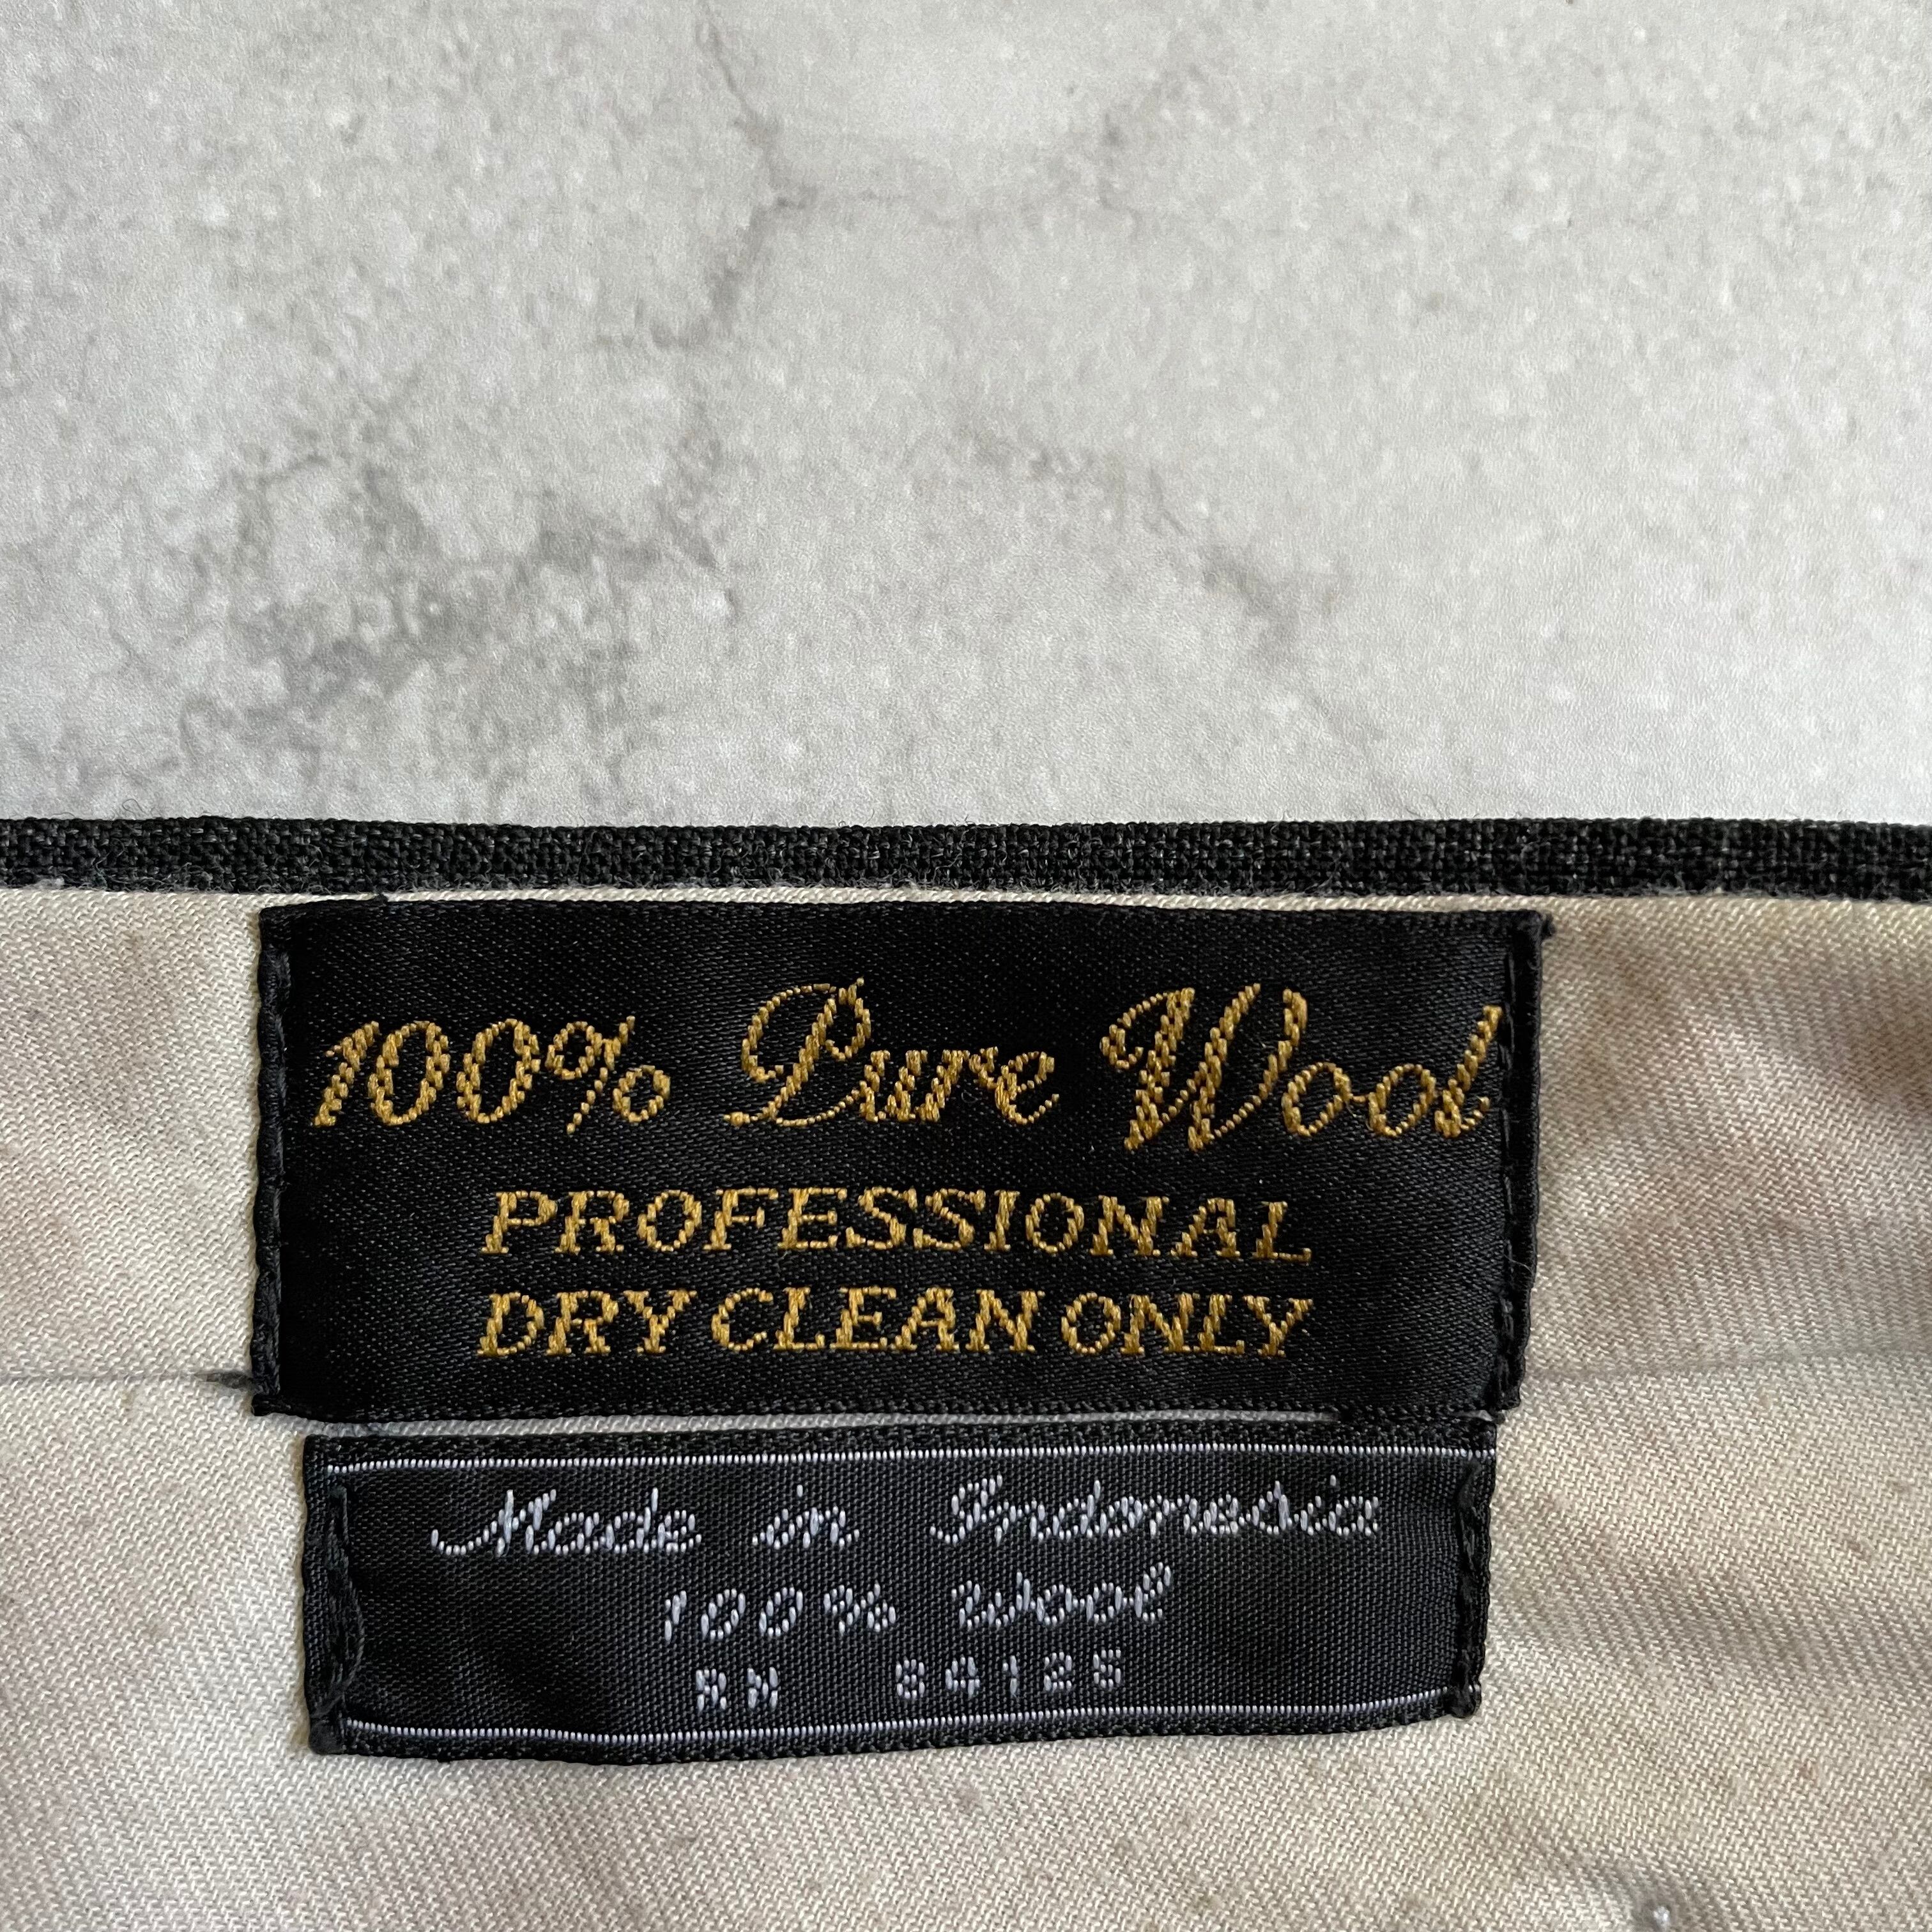 100% Pure Wool
PROFESSIONAL
DRY CLEAN ONLY
Made in Indonesia
100% Wool
RN 84125